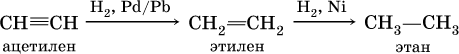 CH≡CH H₂, Pd/Pb CH₂=CH₂ H₂, Ni CH₃—CH₃
ацетилен этилен этан